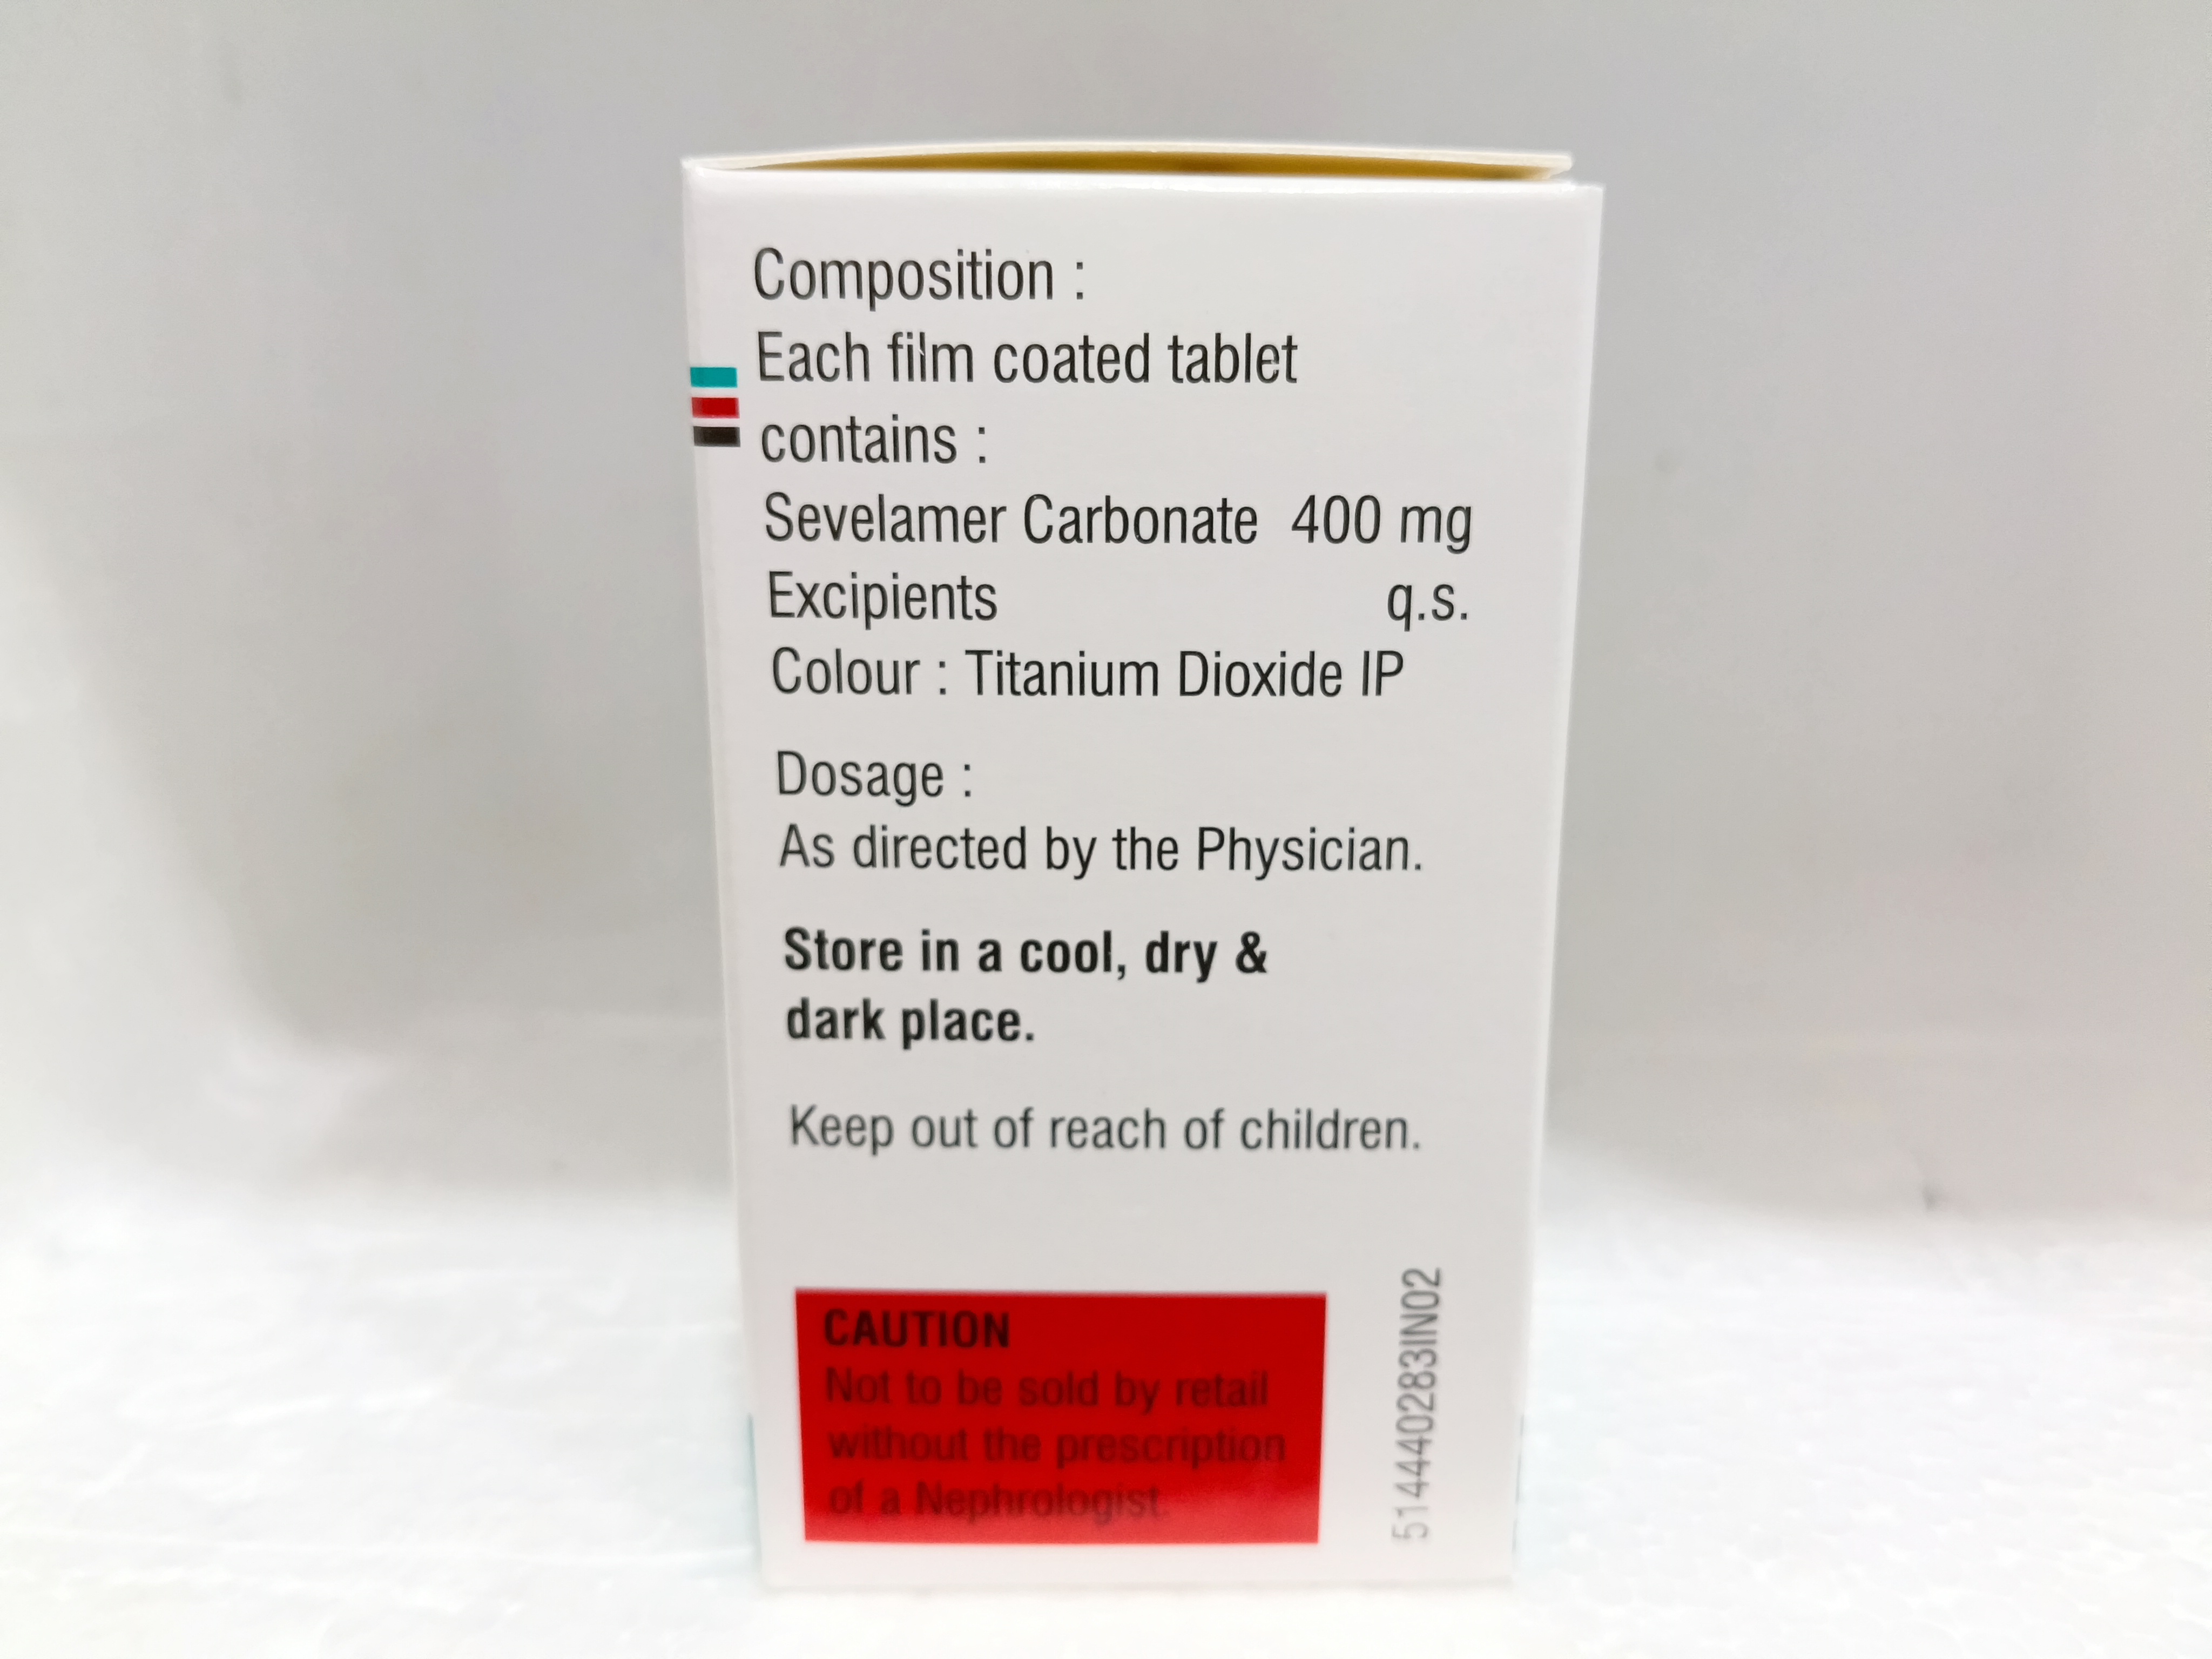 Composition :
Each film coated tablet
contains :
Sevelamer Carbonate 400 mg
Excipients q.s.
Colour : Titanium Dioxide IP
Dosage :
As directed by the Physician.
Store in a cool, dry &
dark place.
Keep out of reach of children.
CAUTION
Not to be sold by retail
without the prescription
of a Nephrologist.
514440283IN02